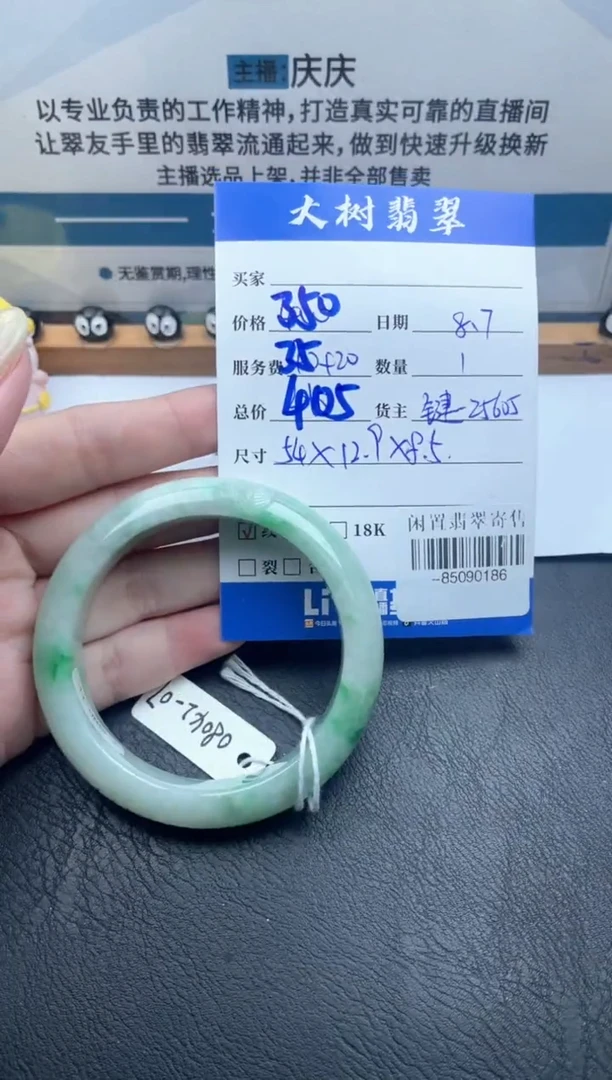 主播:庆庆
以专业负责的工作精神,打造真实可靠的直播间
让翠友手里的翡翠流通起来,做到快速升级换新
主播选品上架,并非全部售卖
无鉴赏期,理性
大树翡翠
买家
价格 350 日期 8.7
服务费 35 +20 数量 1
总价 405 货主 键-25605
尺寸 54×12.9×8.5.
18K 闲置翡翠寄售
裂
-85090186
Li